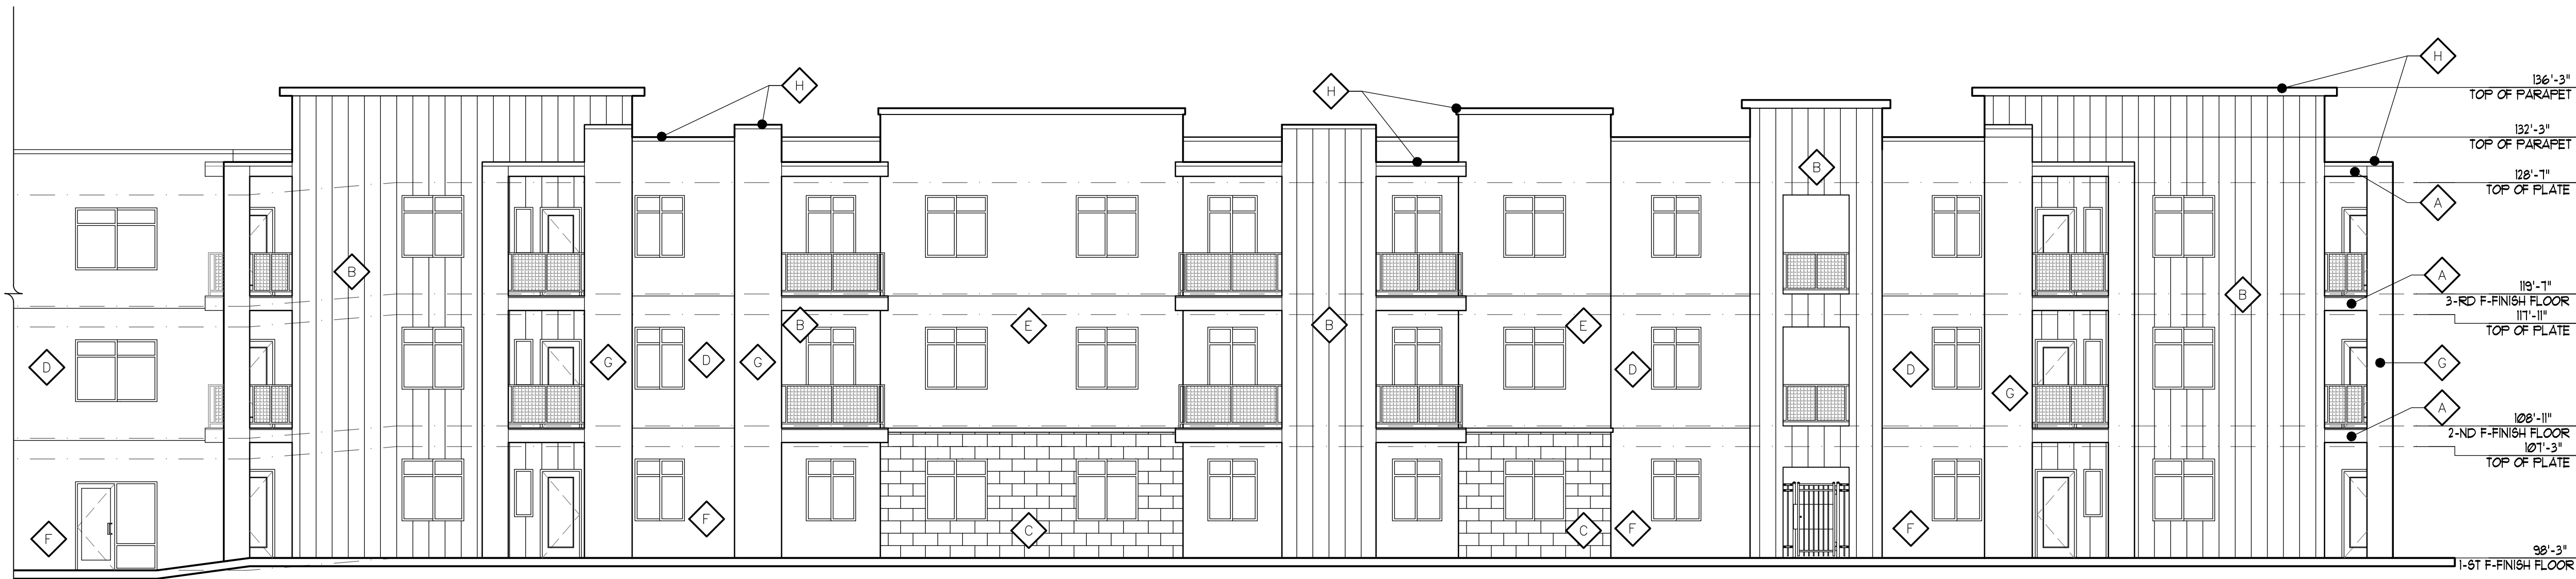 H
H
H
136'-3"
TOP OF PARAPET
132'-3"
TOP OF PARAPET
B
128'-7"
TOP OF PLATE
A
B
A
119'-7"
3-RD F-FINISH FLOOR
B
117'-11"
TOP OF PLATE
B
E
B
E
D
G
D
G
D
D
G
G
A
108'-11"
2-ND F-FINISH FLOOR
107'-3"
TOP OF PLATE
F
F
C
C
F
F
98'-3"
1-ST F-FINISH FLOOR